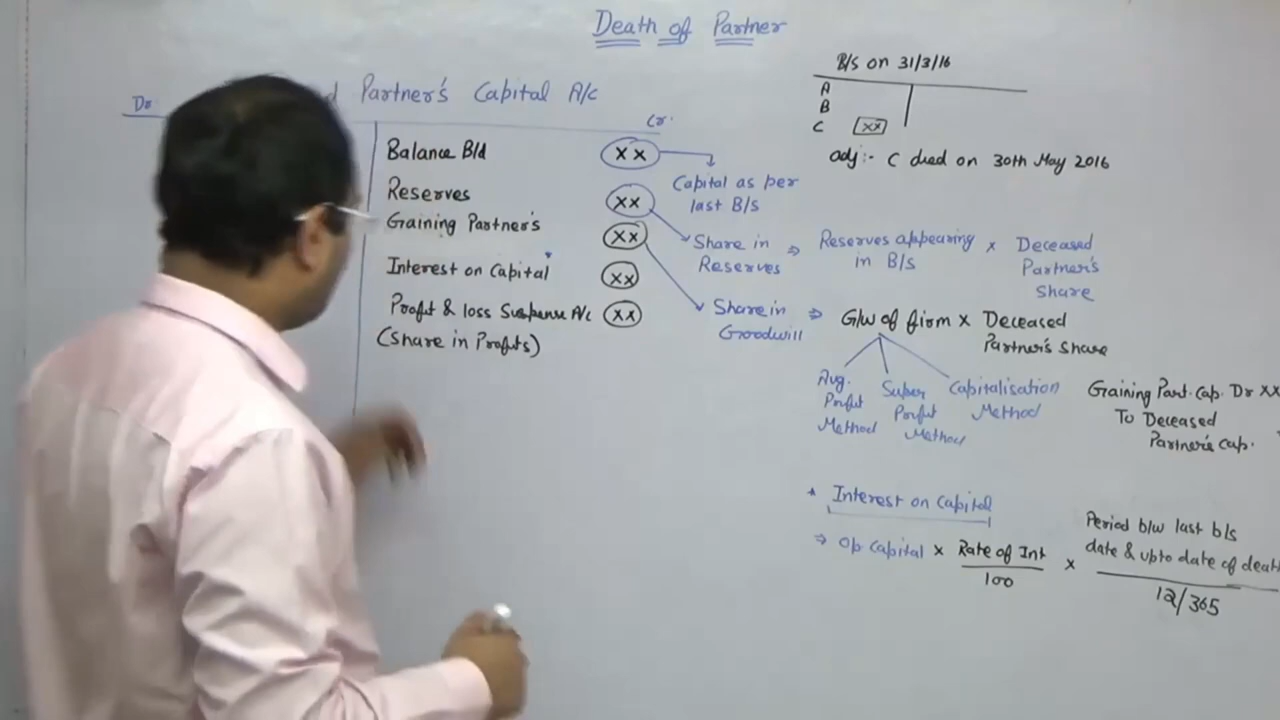 Death of Partner
Partner's Capital A/c
Dr
Cr.
Balance B/d xx
Reserves xx
Gaining Partner's xx
Interest on Capital xx
Profit & loss Suspense A/c xx
(Share in Profits)
Capital as per
last B/S
Share in
Reserves
⇒ Reserves appearing
in B/S
× Deceased
Partner's
Share
Share in
Goodwill
⇒ G/w of firm × Deceased
Partner's Share
Avg.
Profit
Method
Super
Profit
Method
Capitalisation
Method
Gaining Part. Cap. Dr XX
To Deceased
Partner's Cap.
B/S on 31/3/16
A
B
C xx
adj:- C died on 30th May 2016
* Interest on Capital
⇒ Op Capital × Rate of Int
100
× Period b/w last b/s
date & upto date of death
12/365